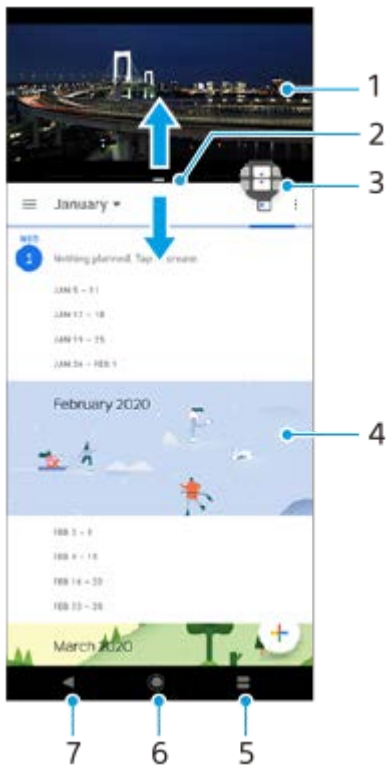 1
2
3
January
WED
1
Nothing planned. Tap create
JAN 5 – 11
JAN 12 – 18
JAN 19 – 25
JAN 26 – FEB 1
February 2020
4
FEB 2 – 8
FEB 9 – 15
FEB 16 – 22
FEB 23 – 29
March 2020
7
6
5